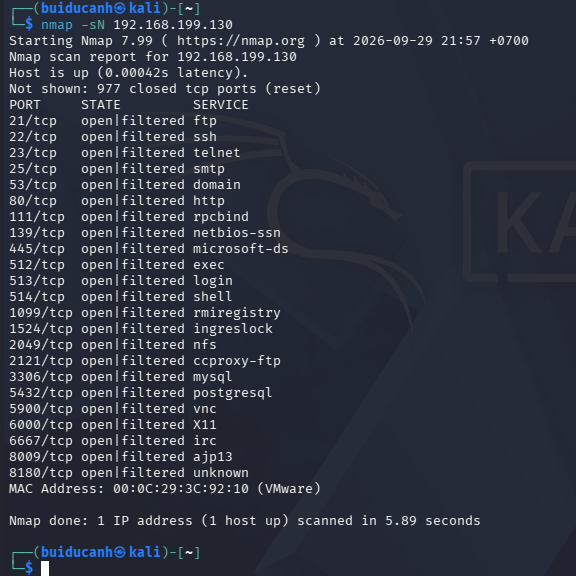 ┌──(buiducanh㉿kali)-[~]
└─$ nmap -sN 192.168.199.130
Starting Nmap 7.99 ( https://nmap.org ) at 2026-09-29 21:57 +0700
Nmap scan report for 192.168.199.130
Host is up (0.00042s latency).
Not shown: 977 closed tcp ports (reset)
PORT     STATE         SERVICE
21/tcp   open|filtered ftp
22/tcp   open|filtered ssh
23/tcp   open|filtered telnet
25/tcp   open|filtered smtp
53/tcp   open|filtered domain
80/tcp   open|filtered http
111/tcp  open|filtered rpcbind
139/tcp  open|filtered netbios-ssn
445/tcp  open|filtered microsoft-ds
512/tcp  open|filtered exec
513/tcp  open|filtered login
514/tcp  open|filtered shell
1099/tcp open|filtered rmiregistry
1524/tcp open|filtered ingreslock
2049/tcp open|filtered nfs
2121/tcp open|filtered ccproxy-ftp
3306/tcp open|filtered mysql
5432/tcp open|filtered postgresql
5900/tcp open|filtered vnc
6000/tcp open|filtered X11
6667/tcp open|filtered irc
8009/tcp open|filtered ajp13
8180/tcp open|filtered unknown
MAC Address: 00:0C:29:3C:92:10 (VMware)

Nmap done: 1 IP address (1 host up) scanned in 5.89 seconds

┌──(buiducanh㉿kali)-[~]
└─$
KA